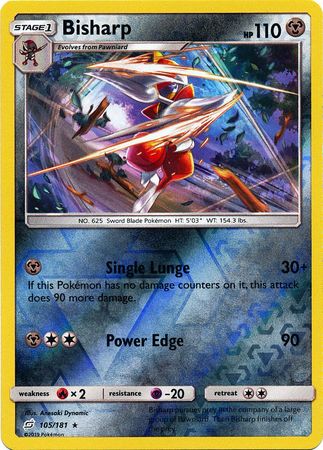 STAGE 1 Bisharp HP 110
Evolves from Pawniard
NO. 625 Sword Blade Pokémon HT: 5'03" WT: 154.3 lbs.
Single Lunge 30+
If this Pokémon has no damage counters on it, this attack
does 90 more damage.
Power Edge 90
weakness × 2 resistance -20 retreat
Illus. Anesaki Dynamic
105/181 ★
©2019 Pokémon
Bisharp pursues prey in the company of a large
group of Pawniard. Then Bisharp finishes off
the prey.